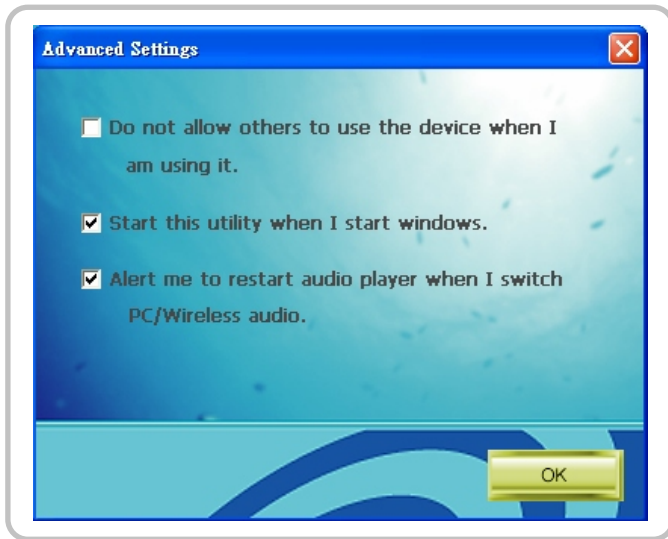 Advanced Settings
Do not allow others to use the device when I
am using it.
Start this utility when I start windows.
Alert me to restart audio player when I switch
PC/Wireless audio.
OK